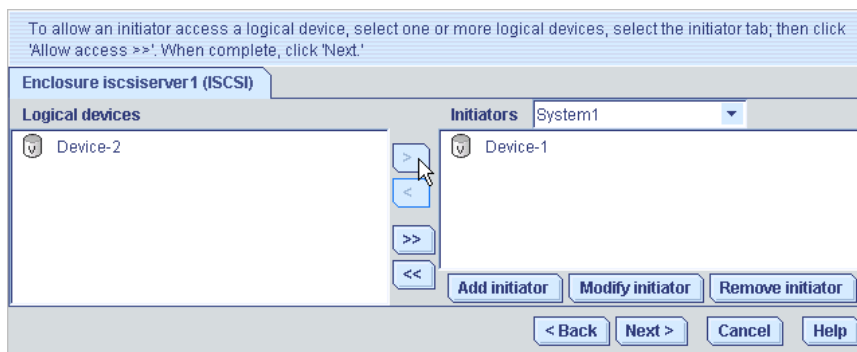 To allow an initiator access a logical device, select one or more logical devices, select the initiator tab; then click
'Allow access >>'. When complete, click 'Next.'
Enclosure iscsiserver1 (ISCSI)
Logical devices
Initiators System1
Device-2
Device-1
>
<
>>
<<
Add initiator Modify initiator Remove initiator
< Back Next > Cancel Help